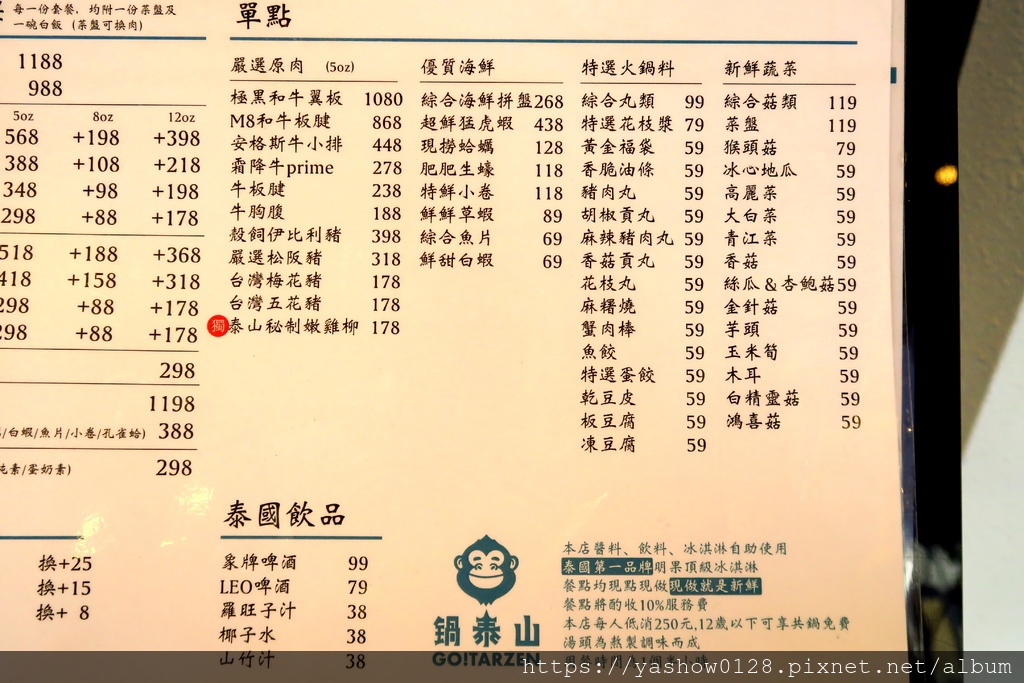 每一份套餐，均附一份菜盤及
一碗白飯（菜盤可換肉）
1188
988
5oz 8oz 12oz
568 +198 +398
388 +108 +218
348 +98 +198
298 +88 +178
518 +188 +368
418 +158 +318
298 +88 +178
298 +88 +178
298
1198
/白蝦/魚片/小卷/孔雀蛤) 388
純素/蛋奶素) 298
換+25
換+15
換+ 8
單點
嚴選原肉 (5oz)
極黑和牛翼板 1080
M8和牛板腱 868
安格斯牛小排 448
霜降牛prime 278
牛板腱 238
牛胸腹 188
穀飼伊比利豬 398
嚴選松阪豬 318
台灣梅花豬 178
台灣五花豬 178
獨 泰山秘制嫩雞柳 178
優質海鮮
綜合海鮮拼盤268
超鮮猛虎蝦 438
現撈蛤蠣 128
肥肥生蠔 118
特鮮小卷 118
鮮鮮草蝦 89
綜合魚片 69
鮮甜白蝦 69
特選火鍋料
綜合丸類 99
特選花枝漿 79
黃金福袋 59
香脆油條 59
豬肉丸 59
胡椒貢丸 59
麻辣豬肉丸 59
香菇貢丸 59
花枝丸 59
麻糬燒 59
蟹肉棒 59
魚餃 59
特選蛋餃 59
乾豆皮 59
板豆腐 59
凍豆腐 59
新鮮蔬菜
綜合菇類 119
菜盤 119
猴頭菇 79
冰心地瓜 59
高麗菜 59
大白菜 59
青江菜 59
香菇 59
絲瓜&杏鮑菇59
金針菇 59
芋頭 59
玉米筍 59
木耳 59
白精靈菇 59
鴻喜菇 59
泰國飲品
象牌啤酒 99
LEO啤酒 79
羅旺子汁 38
椰子水 38
山竹汁 38
鍋泰山
GO!TARZEN
本店醬料、飲料、冰淇淋自助使用
泰國第一品牌明果頂級冰淇淋
餐點均現點現做現做就是新鮮
餐點將酌收10%服務費
本店每人低消250元,12歲以下可享共鍋免費
湯頭為熬製調味而成
https://yashow0128.pixnet.net/album